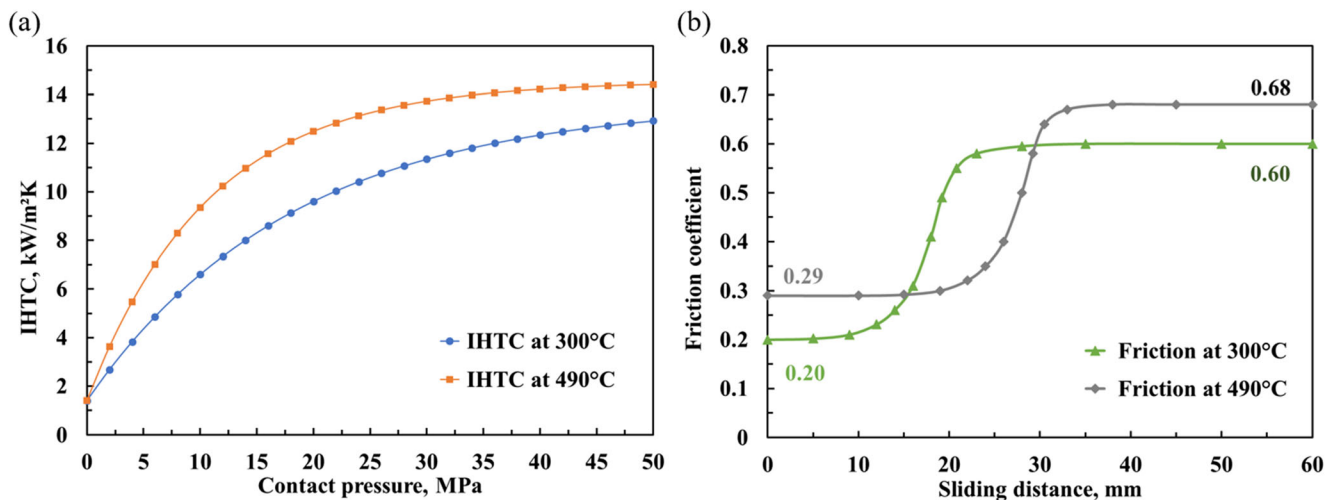 (a)
16
14
12
10
8
6
4
2
0
IHTC, kW/m²K
IHTC at 300°C
IHTC at 490°C
0 5 10 15 20 25 30 35 40 45 50
Contact pressure, MPa
(b)
0.8
0.7
0.6
0.5
0.4
0.3
0.2
0.1
0
Friction coefficient
0.68
0.60
0.29
0.20
Friction at 300°C
Friction at 490°C
0 10 20 30 40 50 60
Sliding distance, mm